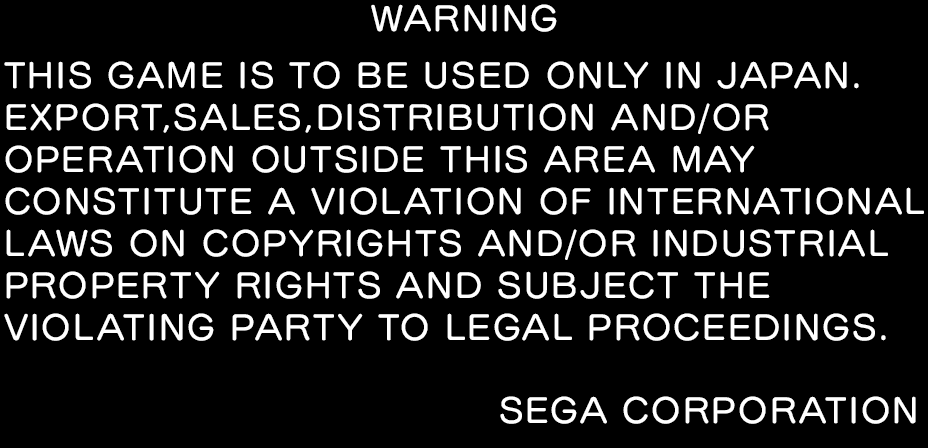 WARNING
THIS GAME IS TO BE USED ONLY IN JAPAN.
EXPORT,SALES,DISTRIBUTION AND/OR
OPERATION OUTSIDE THIS AREA MAY
CONSTITUTE A VIOLATION OF INTERNATIONAL
LAWS ON COPYRIGHTS AND/OR INDUSTRIAL
PROPERTY RIGHTS AND SUBJECT THE
VIOLATING PARTY TO LEGAL PROCEEDINGS.
SEGA CORPORATION